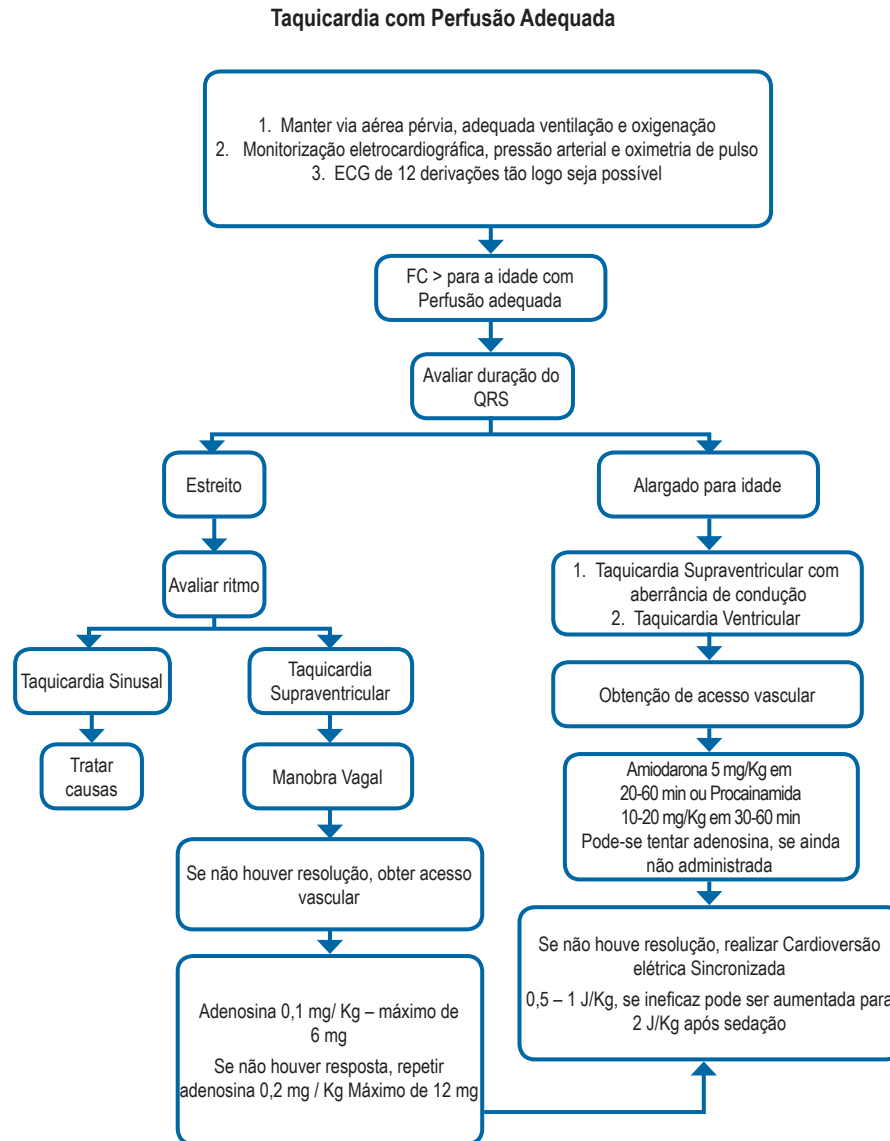 Taquicardia com Perfusão Adequada
1. Manter via aérea pérvia, adequada ventilação e oxigenação
2. Monitorização eletrocardiográfica, pressão arterial e oximetria de pulso
3. ECG de 12 derivações tão logo seja possível
FC > para a idade com
Perfusão adequada
Avaliar duração do
QRS
Estreito
Avaliar ritmo
Taquicardia Sinusal
Tratar
causas
Taquicardia
Supraventricular
Manobra Vagal
Se não houver resolução, obter acesso
vascular
Adenosina 0,1 mg/ Kg – máximo de
6 mg
Se não houver resposta, repetir
adenosina 0,2 mg / Kg Máximo de 12 mg
Alargado para idade
1. Taquicardia Supraventricular com
aberrância de condução
2. Taquicardia Ventricular
Obtenção de acesso vascular
Amiodarona 5 mg/Kg em
20-60 min ou Procainamida
10-20 mg/Kg em 30-60 min
Pode-se tentar adenosina, se ainda
não administrada
Se não houve resolução, realizar Cardioversão
elétrica Sincronizada
0,5 – 1 J/Kg, se ineficaz pode ser aumentada para
2 J/Kg após sedação